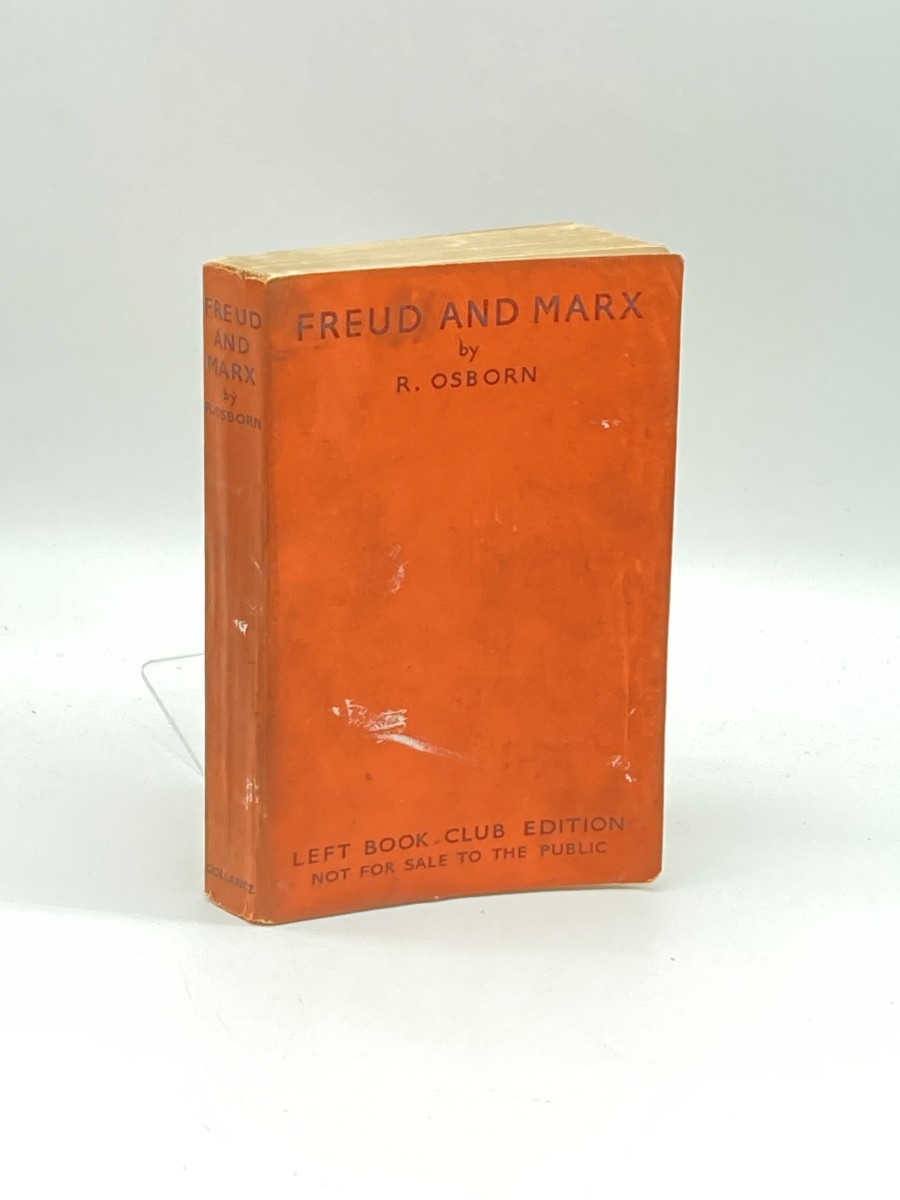 FREUD
AND
MARX
by
R. OSBORN
GOLLANCZ
FREUD AND MARX
by
R. OSBORN
LEFT BOOK CLUB EDITION
NOT FOR SALE TO THE PUBLIC